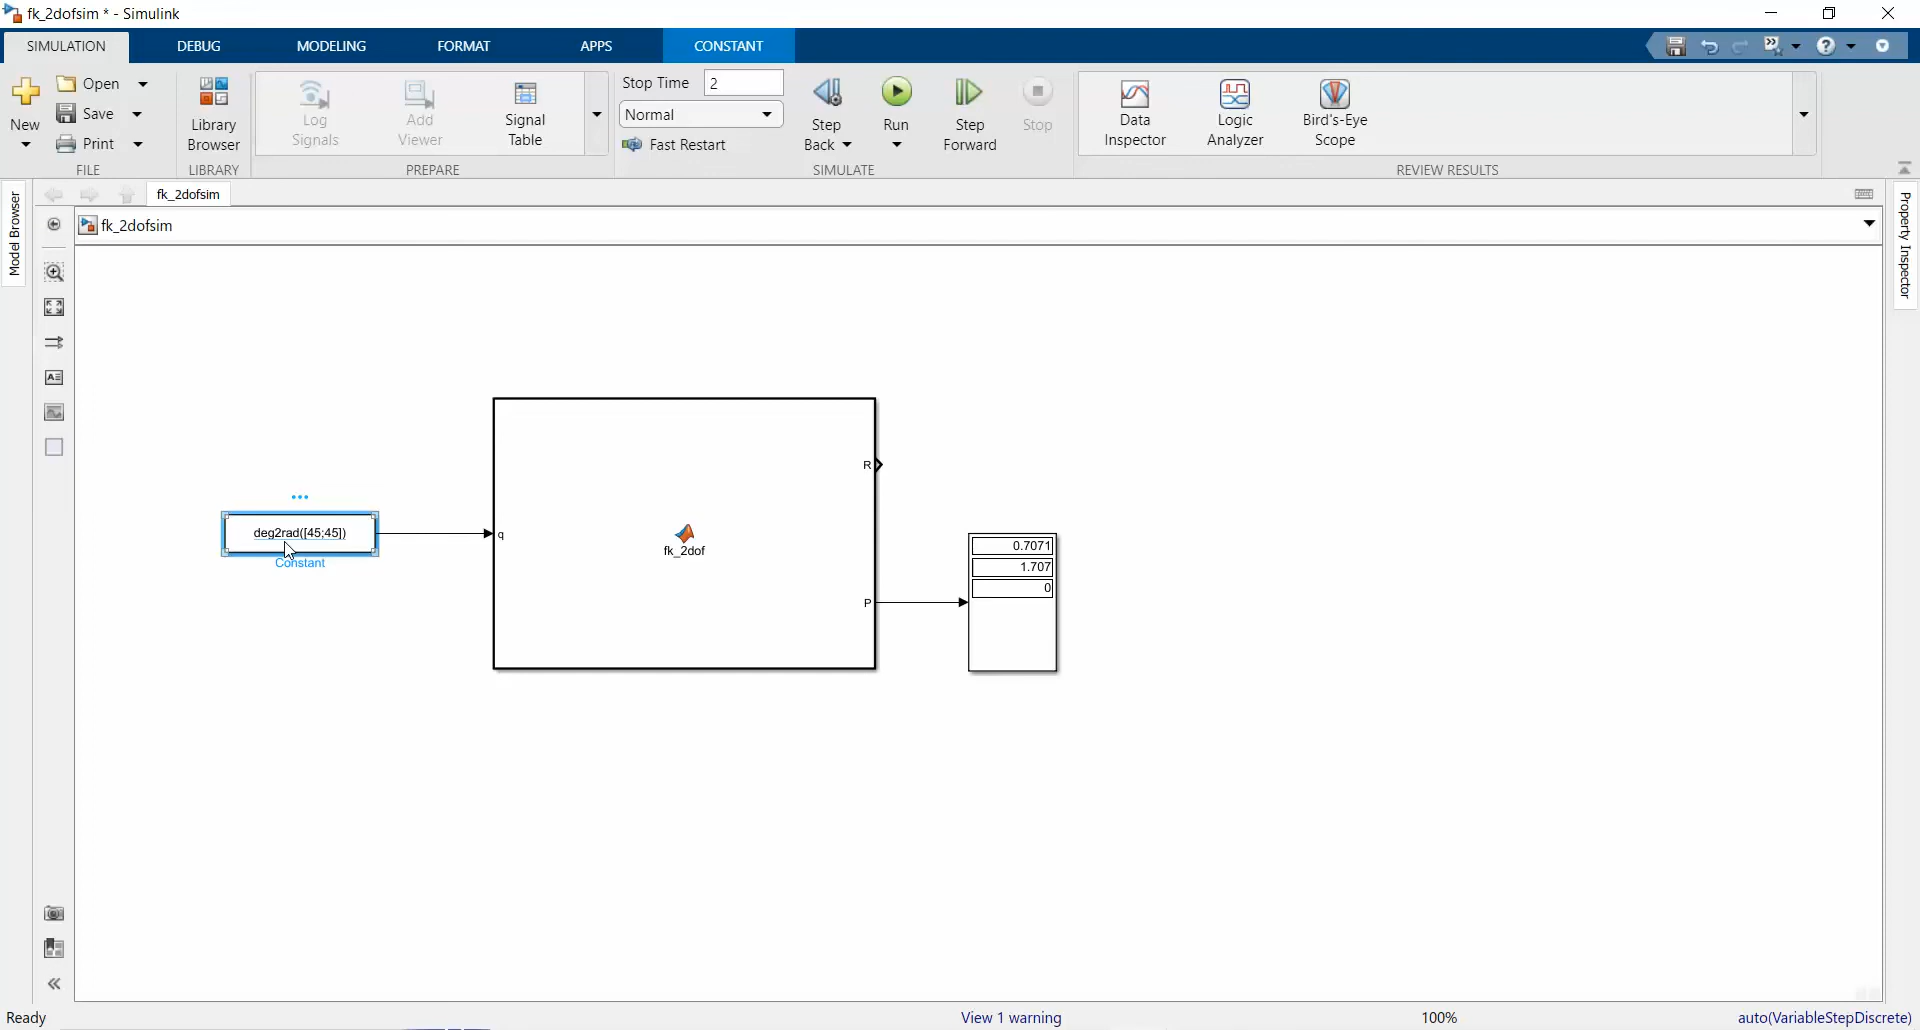 fk_2dofsim * - Simulink
SIMULATION
DEBUG
MODELING
FORMAT
APPS
CONSTANT
New
Open
Save
Print
FILE
Library
Browser
LIBRARY
Log
Signals
Add
Viewer
Signal
Table
PREPARE
Stop Time 2
Normal
Fast Restart
Step
Back
Run
Step
Forward
Stop
SIMULATE
Data
Inspector
Logic
Analyzer
Bird's-Eye
Scope
REVIEW RESULTS
Model Browser
fk_2dofsim
fk_2dofsim
Property Inspector
deg2rad([45;45])
Constant
q
fk_2dof
R
P
0.7071
1.707
0
Ready
View 1 warning
100%
auto(VariableStepDiscrete)